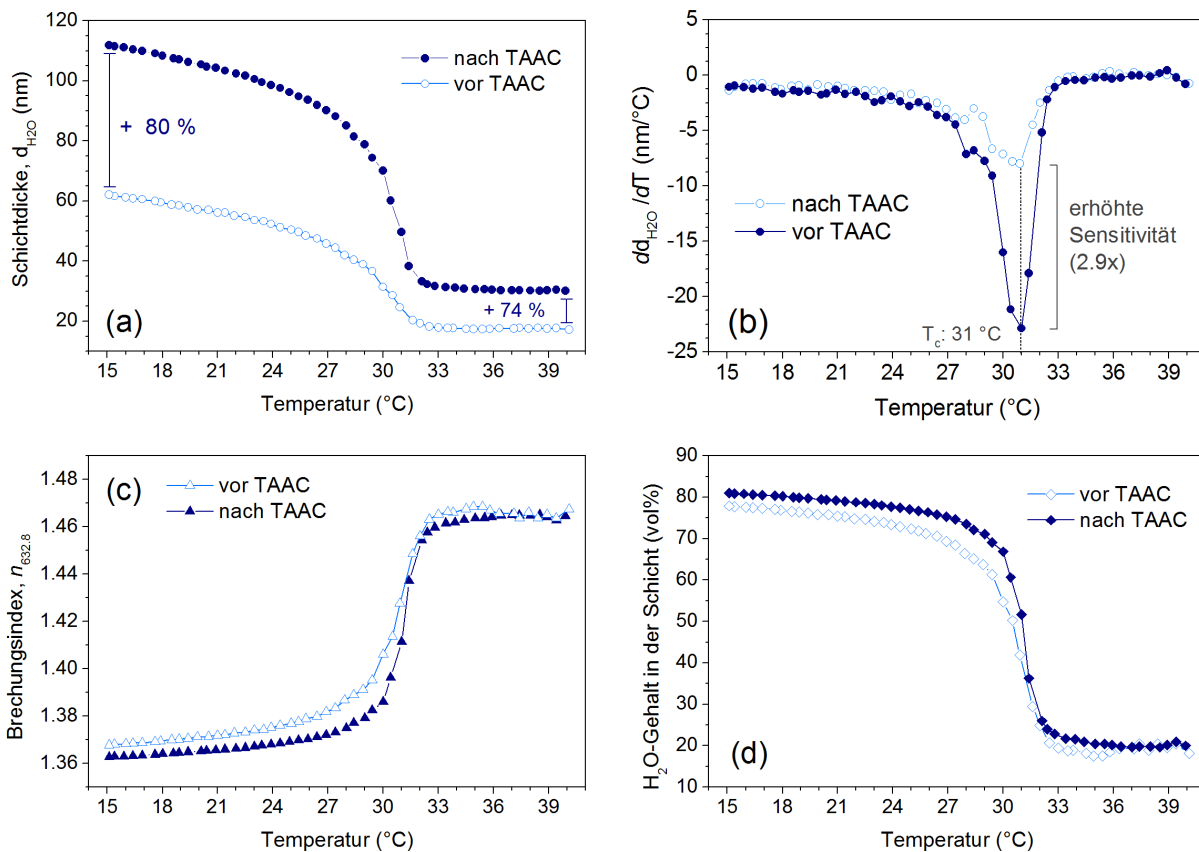 120
100
80
60
40
20
Schichtdicke, d_H2O (nm)
nach TAAC
vor TAAC
+ 80 %
+ 74 %
(a)
15 18 21 24 27 30 33 36 39
Temperatur (°C)
5
0
-5
-10
-15
-20
-25
dd_H2O /dT (nm/°C)
nach TAAC
vor TAAC
erhöhte
Sensitivität
(2.9x)
(b)
T_c: 31 °C
15 18 21 24 27 30 33 36 39
Temperatur (°C)
1.48
1.46
1.44
1.42
1.40
1.38
1.36
Brechungsindex, n_632.8
(c)
vor TAAC
nach TAAC
15 18 21 24 27 30 33 36 39
Temperatur (°C)
90
80
70
60
50
40
30
20
10
H₂O-Gehalt in der Schicht (vol%)
vor TAAC
nach TAAC
(d)
15 18 21 24 27 30 33 36 39
Temperatur (°C)